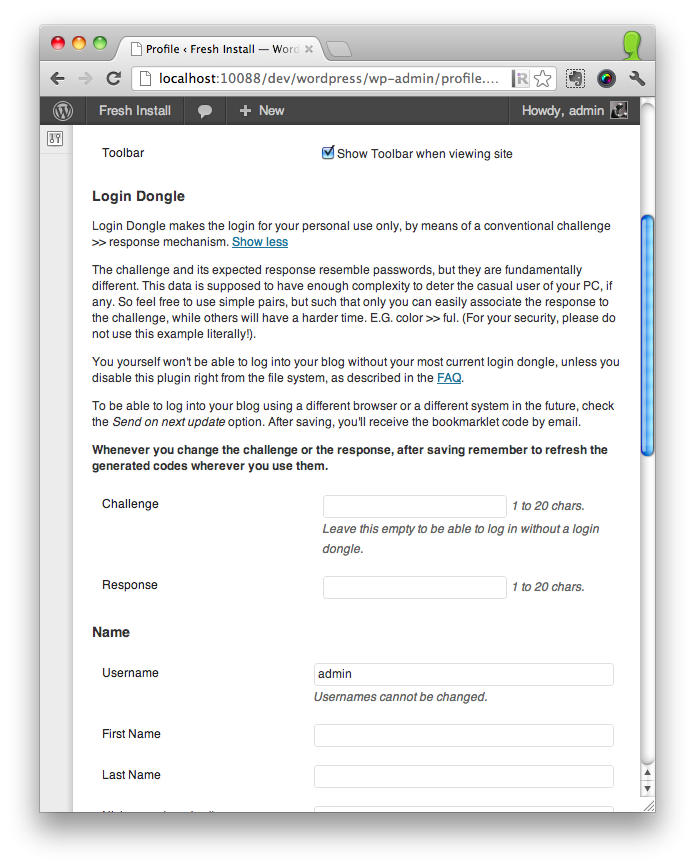 Profile ‹ Fresh Install — Word
localhost:10088/dev/wordpress/wp-admin/profile....
Fresh Install
+ New
Howdy, admin
Toolbar
Show Toolbar when viewing site
Login Dongle
Login Dongle makes the login for your personal use only, by means of a conventional challenge
>> response mechanism. Show less
The challenge and its expected response resemble passwords, but they are fundamentally
different. This data is supposed to have enough complexity to deter the casual user of your PC, if
any. So feel free to use simple pairs, but such that only you can easily associate the response to
the challenge, while others will have a harder time. E.G. color >> ful. (For your security, please do
not use this example literally!).
You yourself won't be able to log into your blog without your most current login dongle, unless you
disable this plugin right from the file system, as described in the FAQ.
To be able to log into your blog using a different browser or a different system in the future, check
the Send on next update option. After saving, you'll receive the bookmarklet code by email.
Whenever you change the challenge or the response, after saving remember to refresh the
generated codes wherever you use them.
Challenge
1 to 20 chars.
Leave this empty to be able to log in without a login
dongle.
Response
1 to 20 chars.
Name
Username
admin
Usernames cannot be changed.
First Name
Last Name